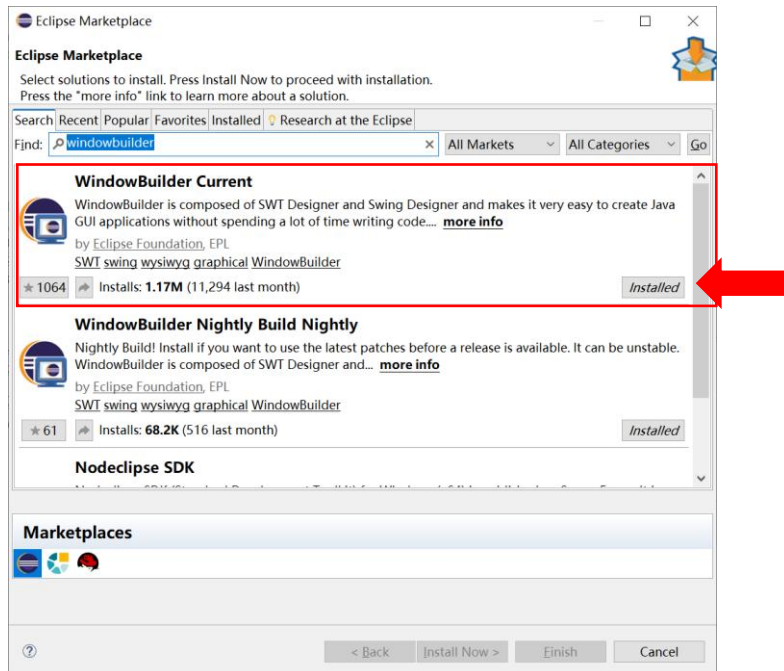 Eclipse Marketplace
Eclipse Marketplace
Select solutions to install. Press Install Now to proceed with installation.
Press the "more info" link to learn more about a solution.
Search Recent Popular Favorites Installed Research at the Eclipse
Find: windowbuilder All Markets All Categories Go
WindowBuilder Current
WindowBuilder is composed of SWT Designer and Swing Designer and makes it very easy to create Java
GUI applications without spending a lot of time writing code.... more info
by Eclipse Foundation, EPL
SWT swing wysiwyg graphical WindowBuilder
1064 Installs: 1.17M (11,294 last month) Installed
WindowBuilder Nightly Build Nightly
Nightly Build! Install if you want to use the latest patches before a release is available. It can be unstable.
WindowBuilder is composed of SWT Designer and... more info
by Eclipse Foundation, EPL
SWT swing wysiwyg graphical WindowBuilder
61 Installs: 68.2K (516 last month) Installed
Nodeclipse SDK
Marketplaces
? < Back Install Now > Finish Cancel